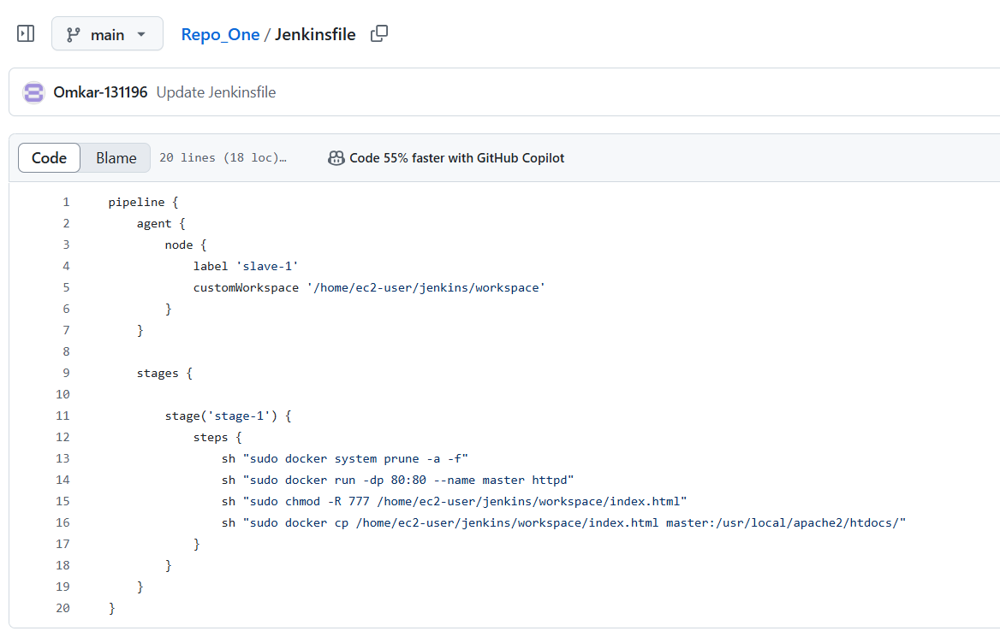 main
Repo_One / Jenkinsfile
Omkar-131196 Update Jenkinsfile
Code Blame 20 lines (18 loc)… Code 55% faster with GitHub Copilot
1 pipeline {
2     agent {
3         node {
4             label 'slave-1'
5             customWorkspace '/home/ec2-user/jenkins/workspace'
6         }
7     }
8
9     stages {
10
11         stage('stage-1') {
12             steps {
13                 sh "sudo docker system prune -a -f"
14                 sh "sudo docker run -dp 80:80 --name master httpd"
15                 sh "sudo chmod -R 777 /home/ec2-user/jenkins/workspace/index.html"
16                 sh "sudo docker cp /home/ec2-user/jenkins/workspace/index.html master:/usr/local/apache2/htdocs/"
17             }
18         }
19     }
20 }